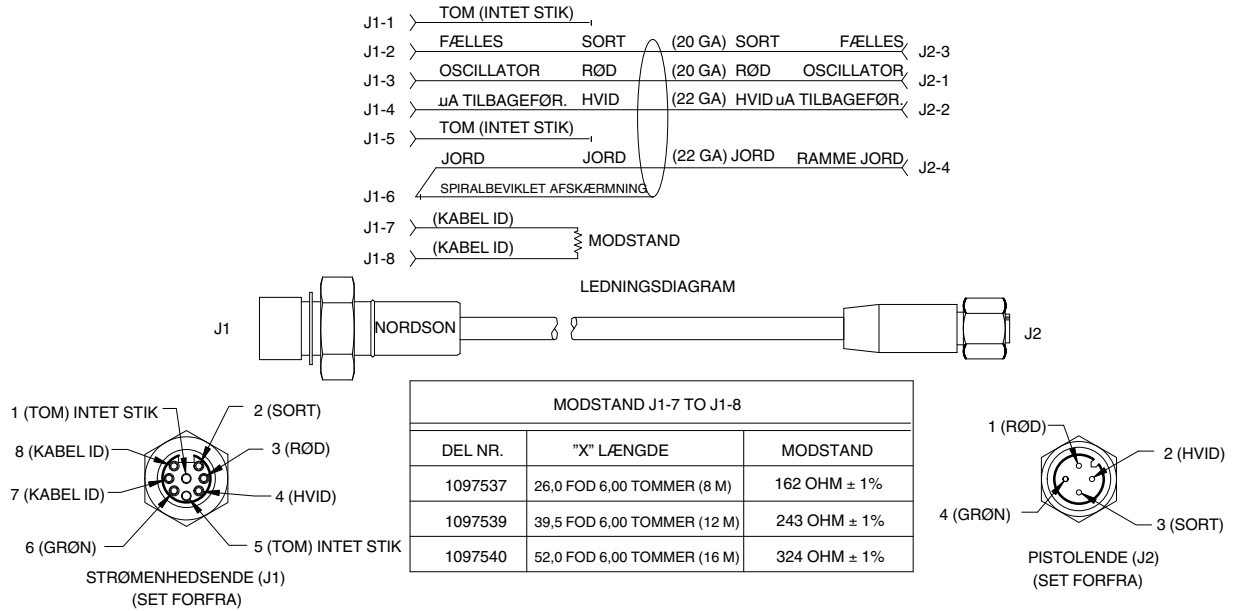 J1-1 TOM (INTET STIK)
J1-2 FÆLLES SORT (20 GA) SORT FÆLLES J2-3
J1-3 OSCILLATOR RØD (20 GA) RØD OSCILLATOR J2-1
J1-4 uA TILBAGEFØR. HVID (22 GA) HVID uA TILBAGEFØR. J2-2
J1-5 TOM (INTET STIK)
JORD JORD (22 GA) JORD RAMME JORD J2-4
J1-6 SPIRALBEVIKLET AFSKÆRMNING
J1-7 (KABEL ID)
MODSTAND
J1-8 (KABEL ID)
LEDNINGSDIAGRAM
J1 NORDSON J2
1 (TOM) INTET STIK 2 (SORT)
8 (KABEL ID) 3 (RØD)
7 (KABEL ID) 4 (HVID)
6 (GRØN) 5 (TOM) INTET STIK
STRØMENHEDSENDE (J1)
(SET FORFRA)
MODSTAND J1-7 TO J1-8
DEL NR. ”X” LÆNGDE MODSTAND
1097537 26,0 FOD 6,00 TOMMER (8 M) 162 OHM ± 1%
1097539 39,5 FOD 6,00 TOMMER (12 M) 243 OHM ± 1%
1097540 52,0 FOD 6,00 TOMMER (16 M) 324 OHM ± 1%
1 (RØD)
2 (HVID)
4 (GRØN)
3 (SORT)
PISTOLENDE (J2)
(SET FORFRA)